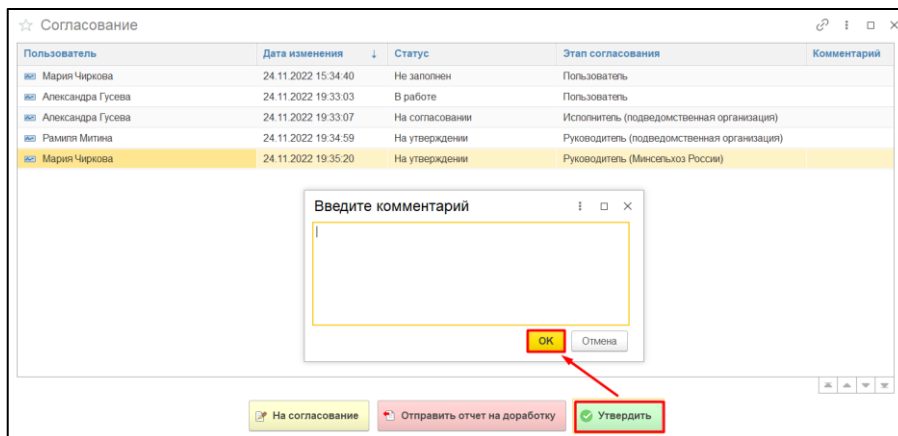 Согласование
Пользователь Дата изменения ↓ Статус Этап согласования Комментарий
Мария Чиркова 24.11.2022 15:34:40 Не заполнен Пользователь
Александра Гусева 24.11.2022 19:33:03 В работе Пользователь
Александра Гусева 24.11.2022 19:33:07 На согласовании Исполнитель (подведомственная организация)
Рамиля Митина 24.11.2022 19:34:59 На утверждении Руководитель (подведомственная организация)
Мария Чиркова 24.11.2022 19:35:20 На утверждении Руководитель (Минсельхоз России)
Введите комментарий
OK Отмена
На согласование Отправить отчет на доработку Утвердить